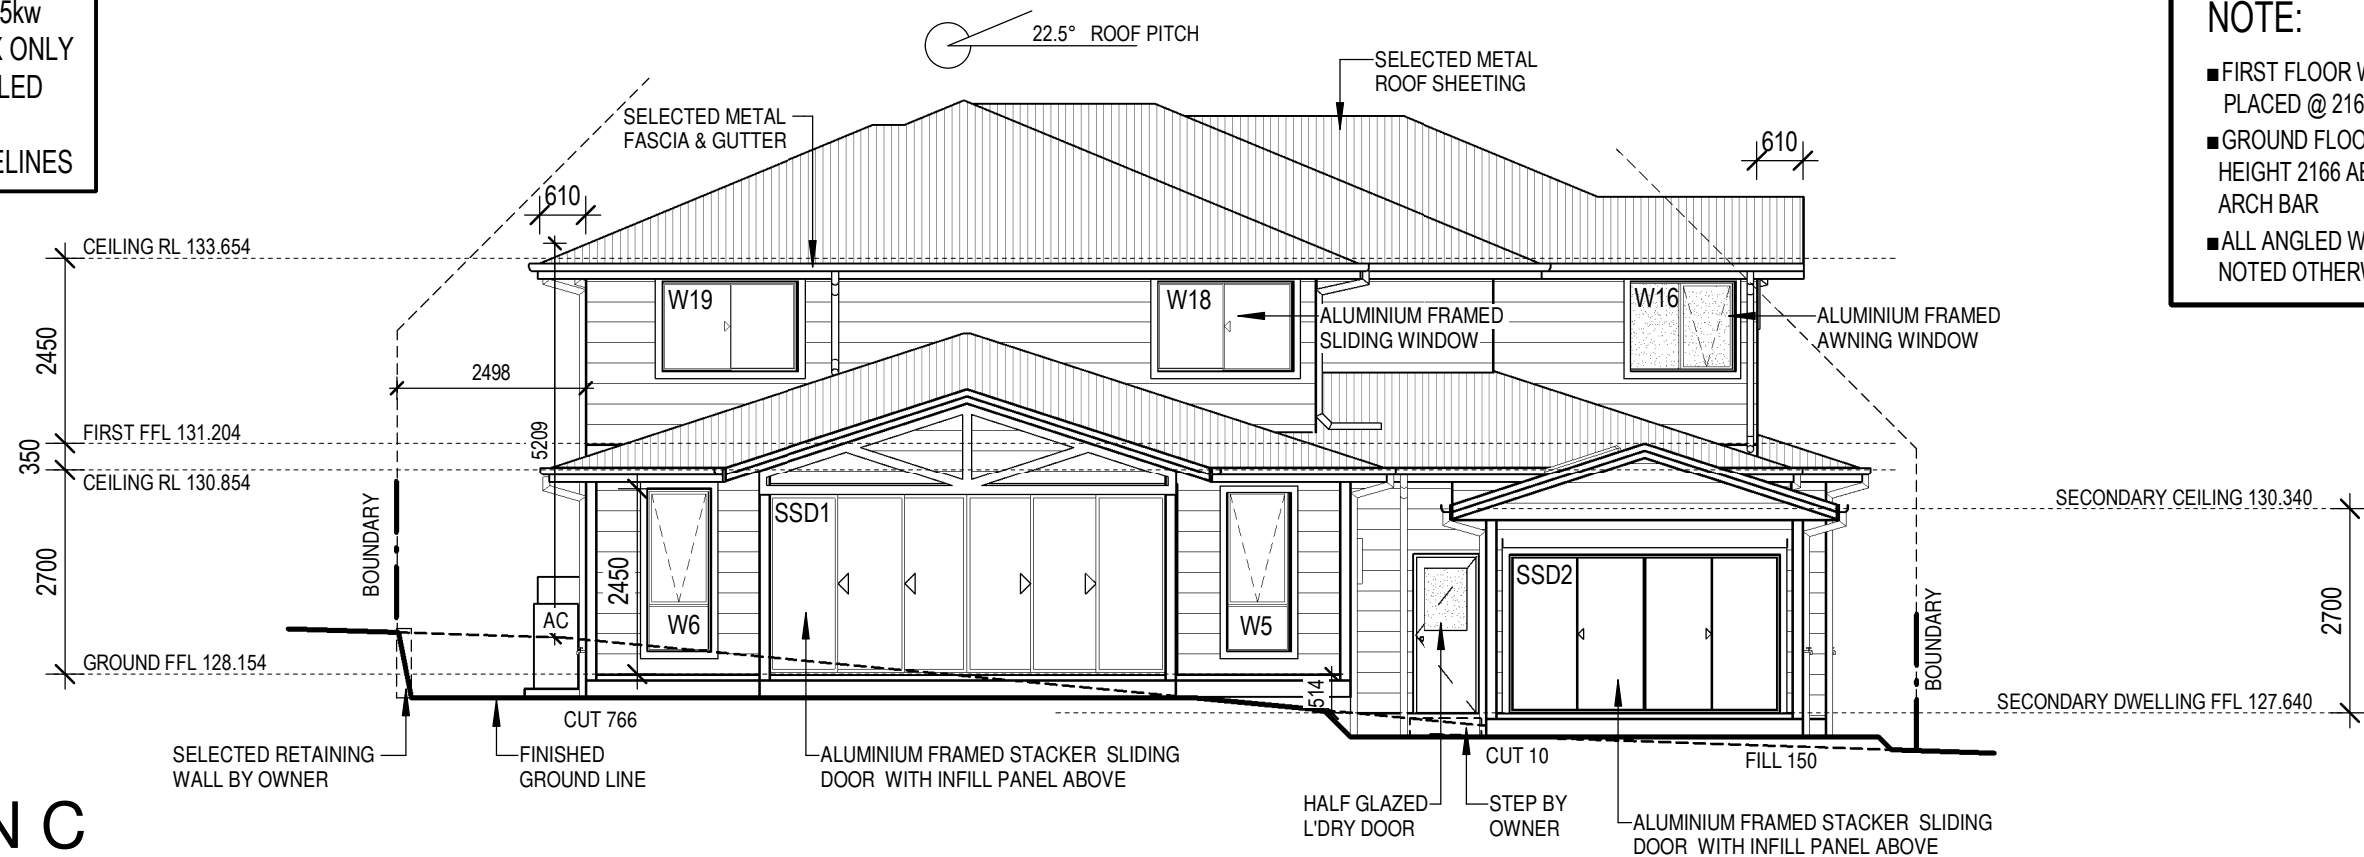 5kw
ONLY
LED
ELINES
22.5° ROOF PITCH
SELECTED METAL
ROOF SHEETING
SELECTED METAL
FASCIA & GUTTER
NOTE:
■FIRST FLOOR
PLACED @
■GROUND
HEIGHT 2166
ARCH BAR
■ALL ANGLED
NOTED
610
610
CEILING RL 133.654
W19
W18
W16
ALUMINIUM FRAMED
SLIDING WINDOW
ALUMINIUM FRAMED
AWNING WINDOW
2450
2498
FIRST FFL 131.204
350
5209
CEILING RL 130.854
BOUNDARY
2700
SSD1
2450
AC
W6
W5
SSD2
SECONDARY CEILING 130.340
2700
BOUNDARY
GROUND FFL 128.154
514
SECONDARY DWELLING FFL 127.640
CUT 766
CUT 10
FILL 150
SELECTED RETAINING
WALL BY OWNER
FINISHED
GROUND LINE
ALUMINIUM FRAMED STACKER SLIDING
DOOR WITH INFILL PANEL ABOVE
HALF GLAZED
L'DRY DOOR
STEP BY
OWNER
ALUMINIUM FRAMED STACKER SLIDING
DOOR WITH INFILL PANEL ABOVE
N C